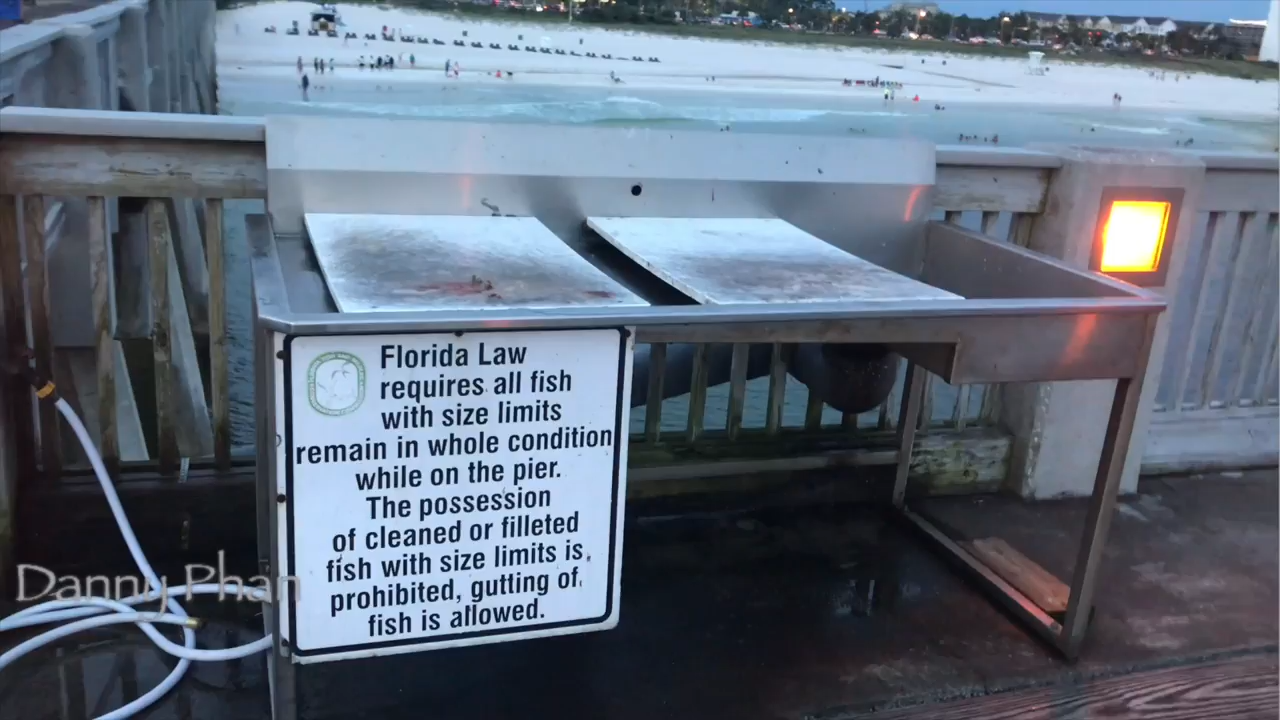 Florida Law
requires all fish
with size limits
remain in whole condition
while on the pier.
The possession
of cleaned or filleted
fish with size limits is
prohibited, gutting of
fish is allowed.
Danny Phan